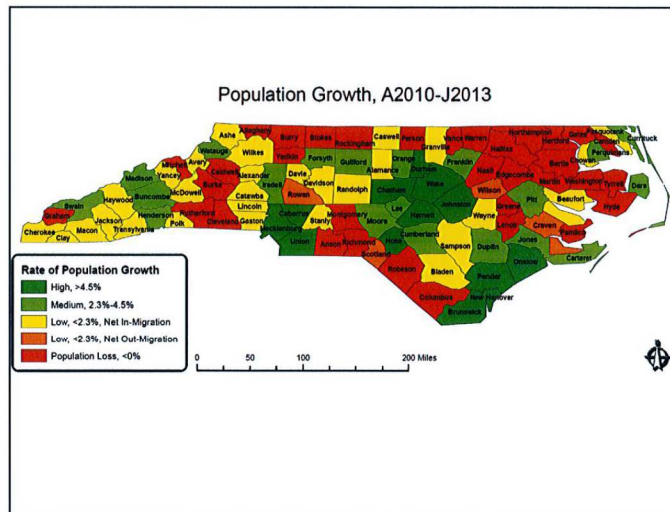 Population Growth, A2010-J2013
Ashe
Alleghany
Surry
Stokes
Rockingham
Caswell
Person
Granville
Vance
Warren
Northampton
Gates
Pasquotank
Currituck
Camden
Hertford
Halifax
Perquimans
Chowan
Bertie
Watauga
Wilkes
Yadkin
Forsyth
Guilford
Alamance
Orange
Durham
Franklin
Nash
Edgecombe
Martin
Washington
Tyrrell
Dare
Mitchell
Avery
Yancey
Caldwell
Alexander
Iredell
Davie
Davidson
Randolph
Chatham
Wake
Wilson
Pitt
Beaufort
Hyde
Madison
McDowell
Burke
Catawba
Rowan
Johnston
Greene
Swain
Haywood
Buncombe
Rutherford
Lincoln
Cabarrus
Stanly
Montgomery
Moore
Lee
Harnett
Wayne
Lenoir
Craven
Pamlico
Graham
Jackson
Henderson
Polk
Cleveland
Gaston
Mecklenburg
Cherokee
Macon
Clay
Transylvania
Union
Anson
Richmond
Scotland
Hoke
Cumberland
Sampson
Duplin
Jones
Carteret
Onslow
Robeson
Bladen
Pender
Columbus
New Hanover
Brunswick
Rate of Population Growth
High, >4.5%
Medium, 2.3%-4.5%
Low, <2.3%, Net In-Migration
Low, <2.3%, Net Out-Migration
Population Loss, <0%
0 50 100 200 Miles